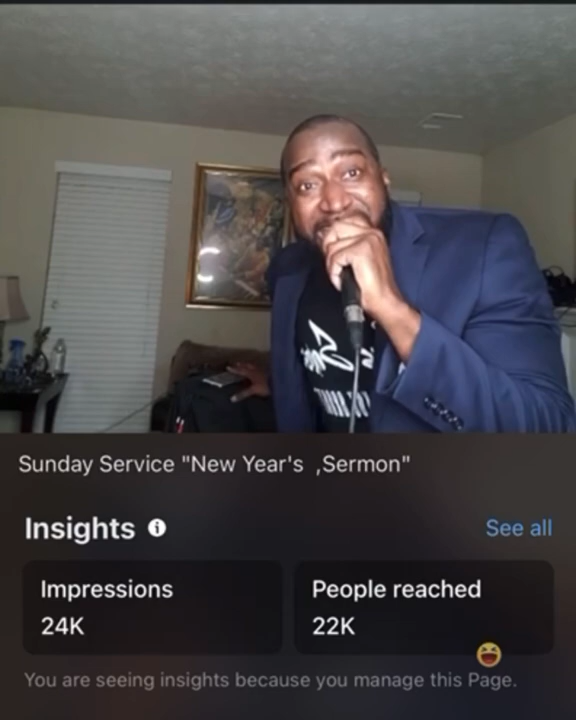 Sunday Service "New Year's ,Sermon"
Insights
See all
Impressions
People reached
24K
22K
You are seeing insights because you manage this Page.